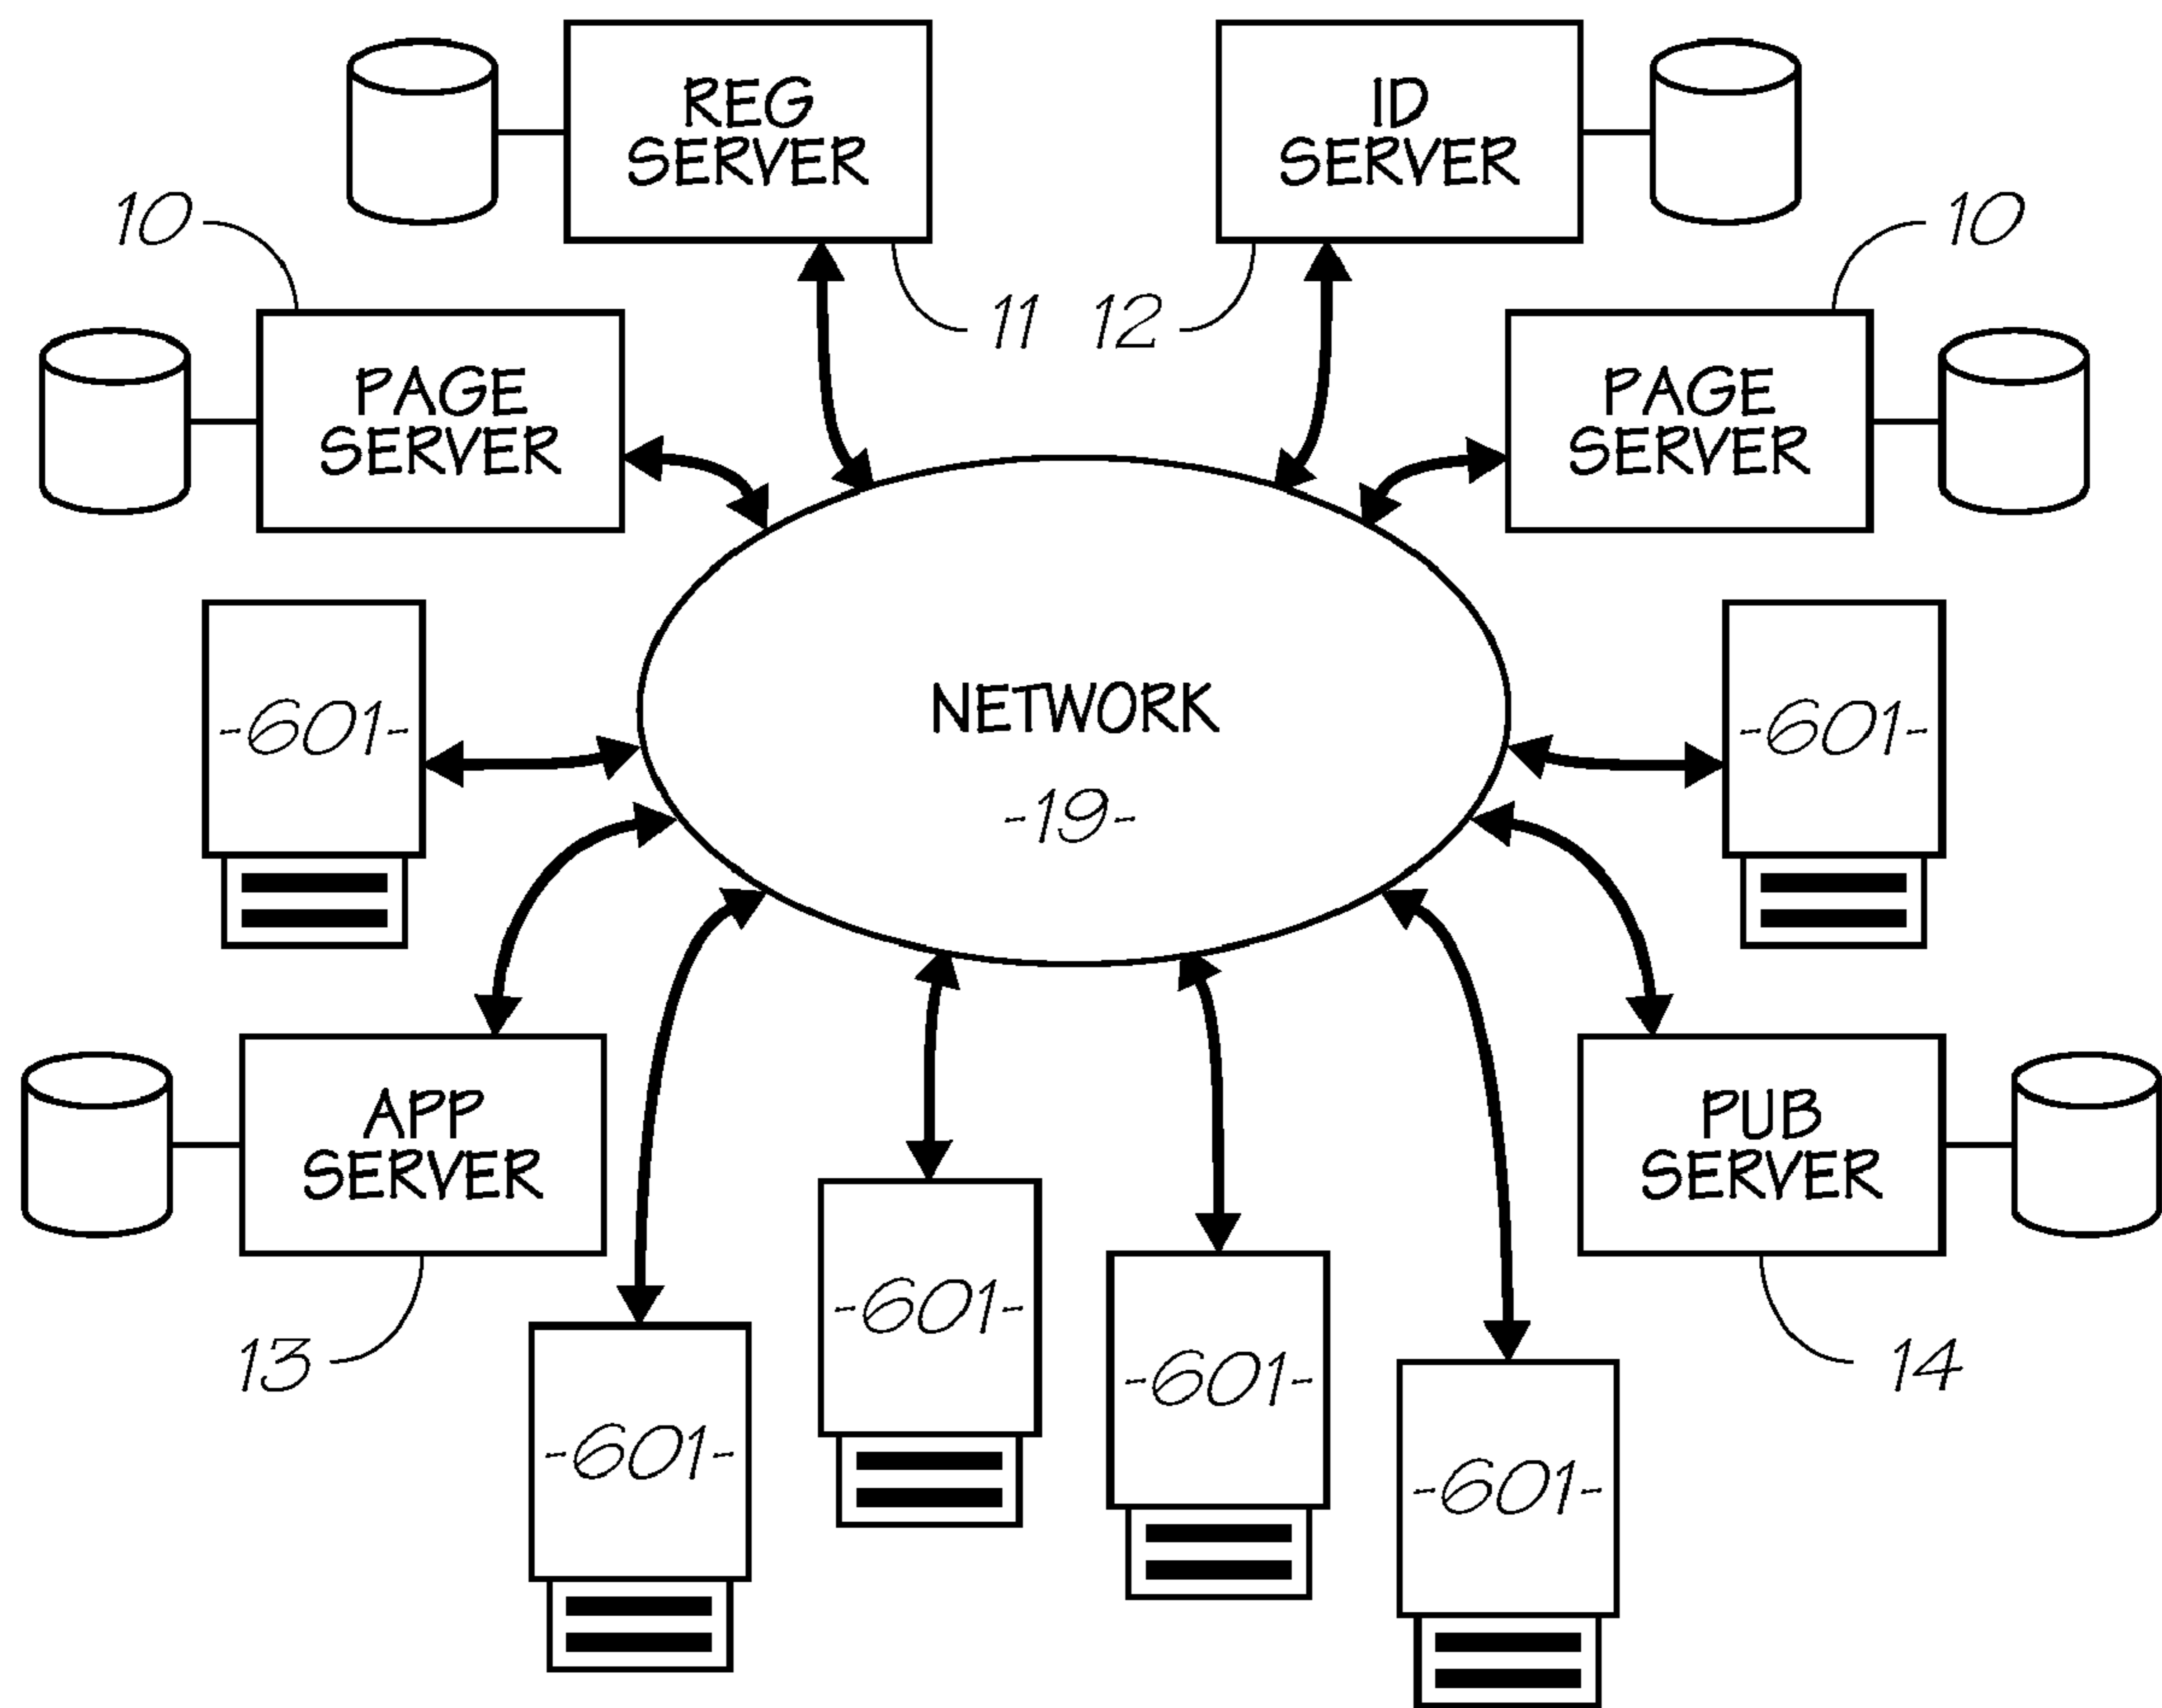 REG
SERVER
ID
SERVER
10
10
11
12
PAGE
SERVER
PAGE
SERVER
-601-
NETWORK
-19-
-601-
APP
SERVER
PUB
SERVER
13
14
-601-
-601-
-601-
-601-